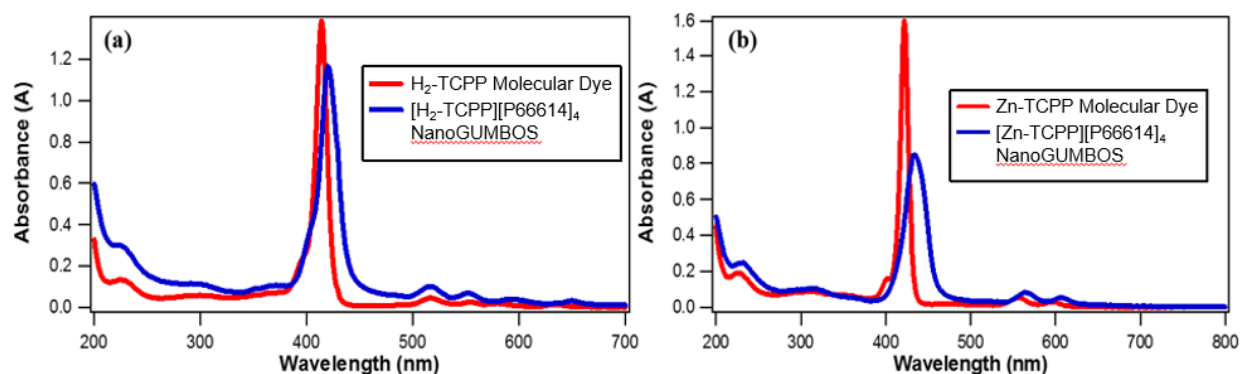 (a)
H₂-TCPP Molecular Dye
[H₂-TCPP][P66614]₄
NanoGUMBOS
Absorbance (A)
1.2
1.0
0.8
0.6
0.4
0.2
0.0
200
300
400
500
600
700
Wavelength (nm)
(b)
Zn-TCPP Molecular Dye
[Zn-TCPP][P66614]₄
NanoGUMBOS
Absorbance (A)
1.6
1.4
1.2
1.0
0.8
0.6
0.4
0.2
0.0
200
300
400
500
600
700
800
Wavelength (nm)